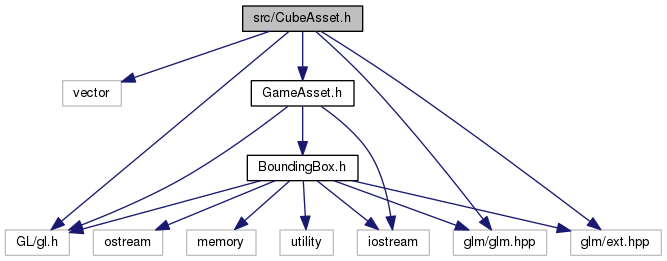 src/CubeAsset.h
vector
GameAsset.h
BoundingBox.h
GL/gl.h
ostream
memory
utility
iostream
glm/glm.hpp
glm/ext.hpp